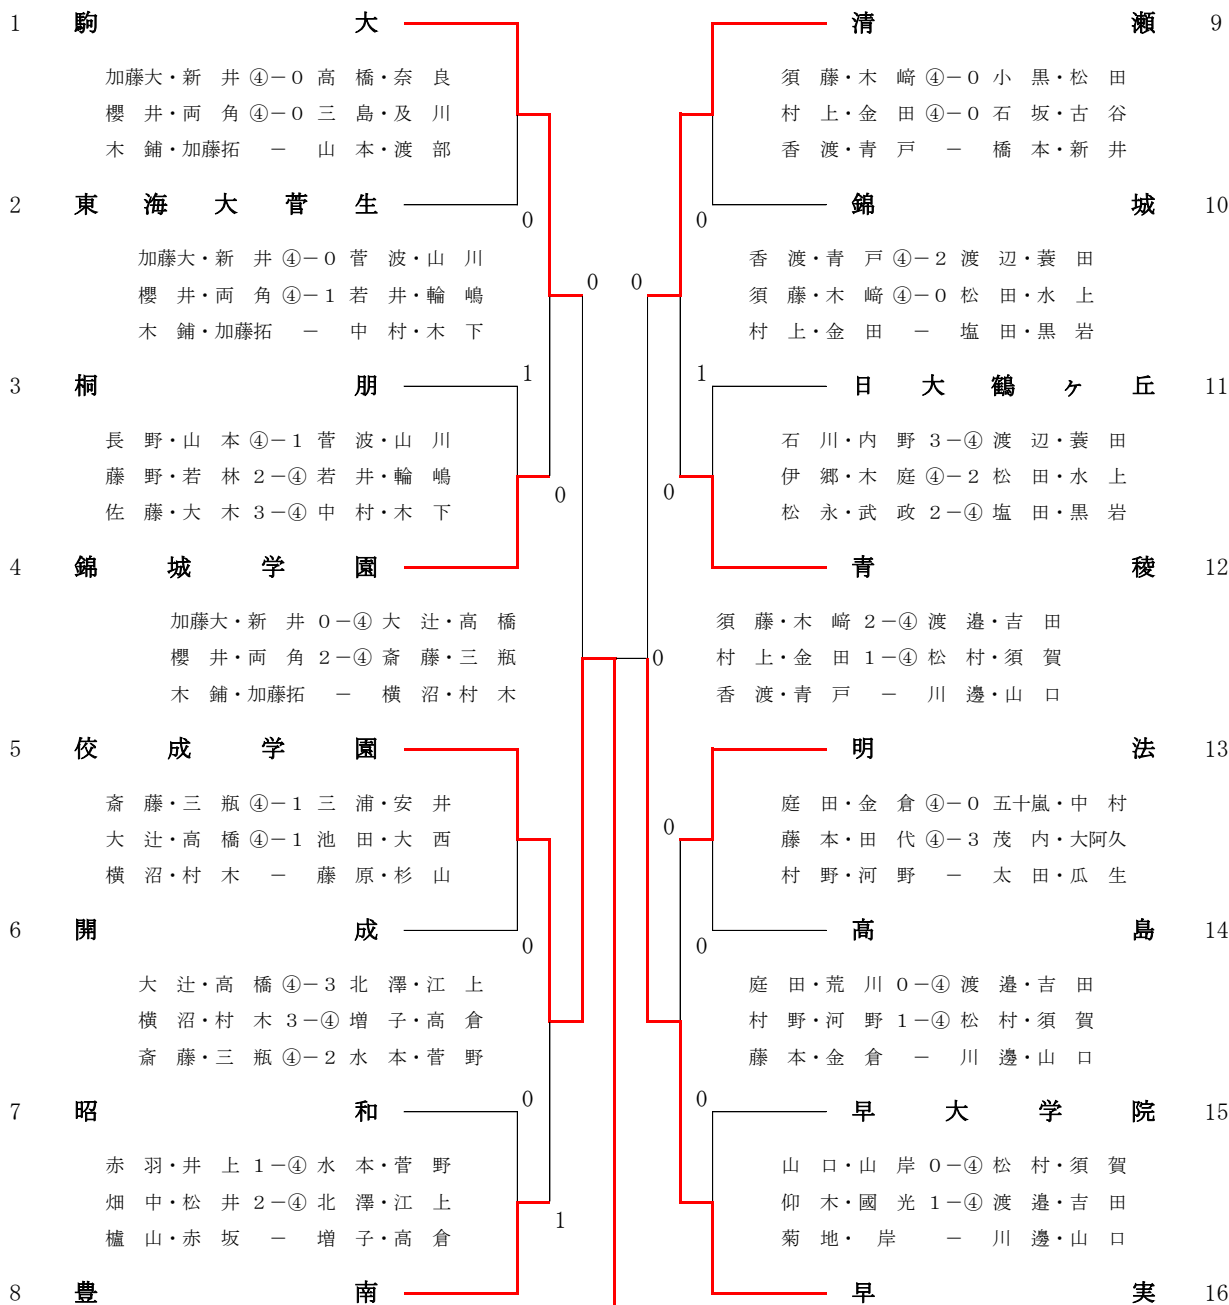 1 駒大
加藤大・新井 ④－0 高橋・奈良
櫻井・両角 ④－0 三島・及川
木鋪・加藤拓 － 山本・渡部
2 東海大菅生
0
加藤大・新井 ④－0 菅波・山川
櫻井・両角 ④－1 若井・輪嶋
木鋪・加藤拓 － 中村・木下
0
3 桐朋
1
長野・山本 ④－1 菅波・山川
藤野・若林 2－④ 若井・輪嶋
佐藤・大木 3－④ 中村・木下
0
4 錦城学園
加藤大・新井 0－④ 大辻・高橋
櫻井・両角 2－④ 斎藤・三瓶
木鋪・加藤拓 － 横沼・村木
5 佼成学園
斎藤・三瓶 ④－1 三浦・安井
大辻・高橋 ④－1 池田・大西
横沼・村木 － 藤原・杉山
6 開成
0
大辻・高橋 ④－3 北澤・江上
横沼・村木 3－④ 増子・高倉
斎藤・三瓶 ④－2 水本・菅野
7 昭和
0
赤羽・井上 1－④ 水本・菅野
畑中・松井 2－④ 北澤・江上
櫨山・赤坂 － 増子・高倉
1
8 豊南
清瀬 9
須藤・木﨑 ④－0 小黒・松田
村上・金田 ④－0 石坂・古谷
香渡・青戸 － 橋本・新井
錦城 10
0
香渡・青戸 ④－2 渡辺・蓑田
須藤・木﨑 ④－0 松田・水上
村上・金田 － 塩田・黒岩
0
日大鶴ヶ丘 11
1
石川・内野 3－④ 渡辺・蓑田
伊郷・木庭 ④－2 松田・水上
松永・武政 2－④ 塩田・黒岩
0
青稜 12
須藤・木﨑 2－④ 渡邉・吉田
村上・金田 1－④ 松村・須賀
香渡・青戸 － 川邊・山口
0
明法 13
庭田・金倉 ④－0 五十嵐・中村
藤本・田代 ④－3 茂内・大阿久
村野・河野 － 太田・瓜生
0
高島 14
0
庭田・荒川 0－④ 渡邉・吉田
村野・河野 1－④ 松村・須賀
藤本・金倉 － 川邊・山口
早大学院 15
0
山口・山岸 0－④ 松村・須賀
仰木・國光 1－④ 渡邉・吉田
菊地・岸 － 川邊・山口
早実 16